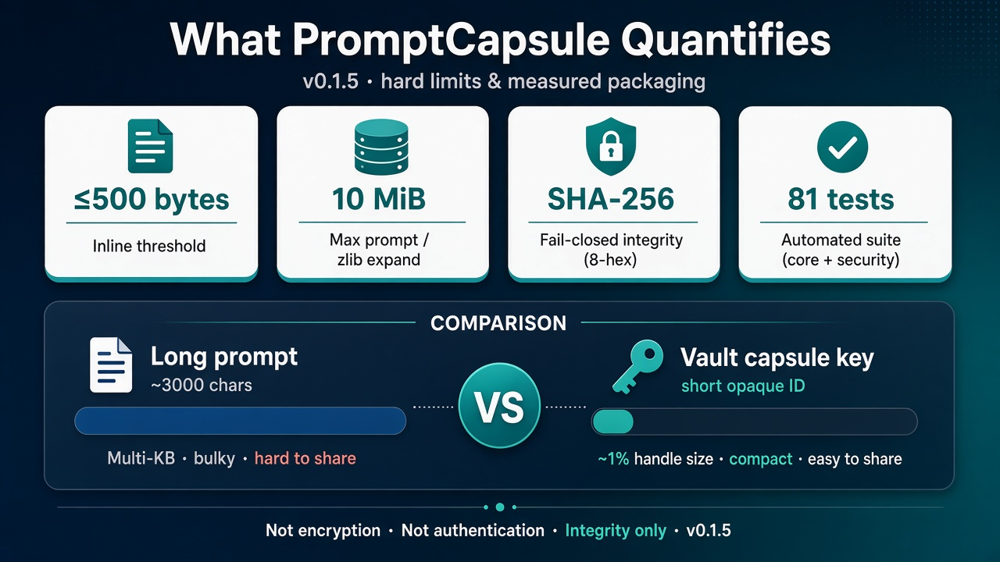 What PromptCapsule Quantifies
v0.1.5 • hard limits & measured packaging
≤500 bytes
Inline threshold
10 MiB
Max prompt /
zlib expand
SHA-256
Fail-closed integrity
(8-hex)
81 tests
Automated suite
(core + security)
COMPARISON
Long prompt
~3000 chars
Multi-KB • bulky • hard to share
VS
Vault capsule key
short opaque ID
~1% handle size • compact • easy to share
Not encryption • Not authentication • Integrity only • v0.1.5